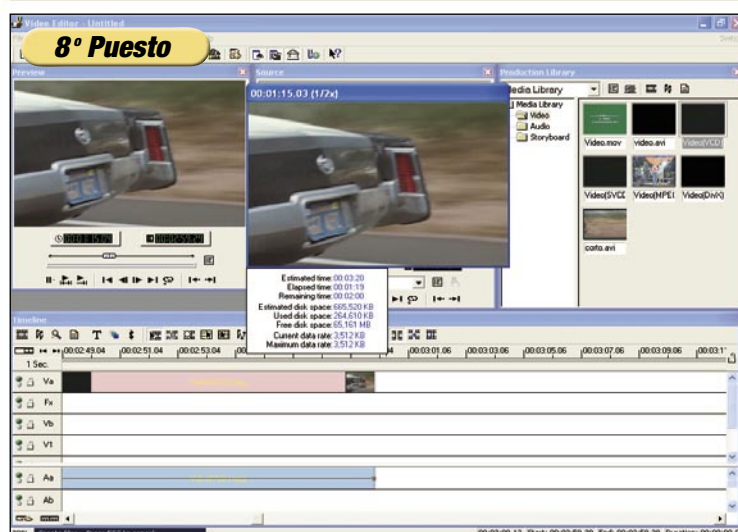 Video Editor - Untitled
8º Puesto
Preview
Source
Production Library
00:01:15.03 (1/2x)
Media Library
Media Library
Video
Audio
Storyboard
Video.mov
video.avi
Video(VCD)
Video(SVCD
Video(MPEG
Video(DivX)
corto.avi
Estimated time: 00:03:20
Elapsed time: 00:01:19
Remaining time: 00:02:00
Estimated disk space: 665,520 KB
Used disk space: 264,610 KB
Free disk space: 65,161 MB
Current data rate: 3,512 KB
Maximum data rate: 3,512 KB
Timeline
00:02:49.04 00:02:51.04 00:02:53.04 00:03:01.06 00:03:03.06 00:03:05.06 00:03:07.06 00:03:09.06
1 Sec.
Va
Fx
Vb
V1
Aa
Ab